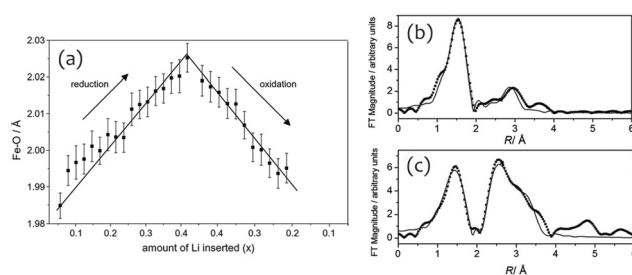 (a)
2.03
2.02
2.01
2.00
1.99
1.98
Fe-O / Å
reduction
oxidation
0.1 0.1 0.2 0.3 0.4 0.3 0.3 0.2 0.1
amount of Li inserted (x)
(b)
8
6
4
2
0
FT Magnitude / arbitrary units
0 1 2 3 4 5 6
R/ Å
(c)
6
4
2
0
FT Magnitude / arbitrary units
0 1 2 3 4 5 6
R/ Å